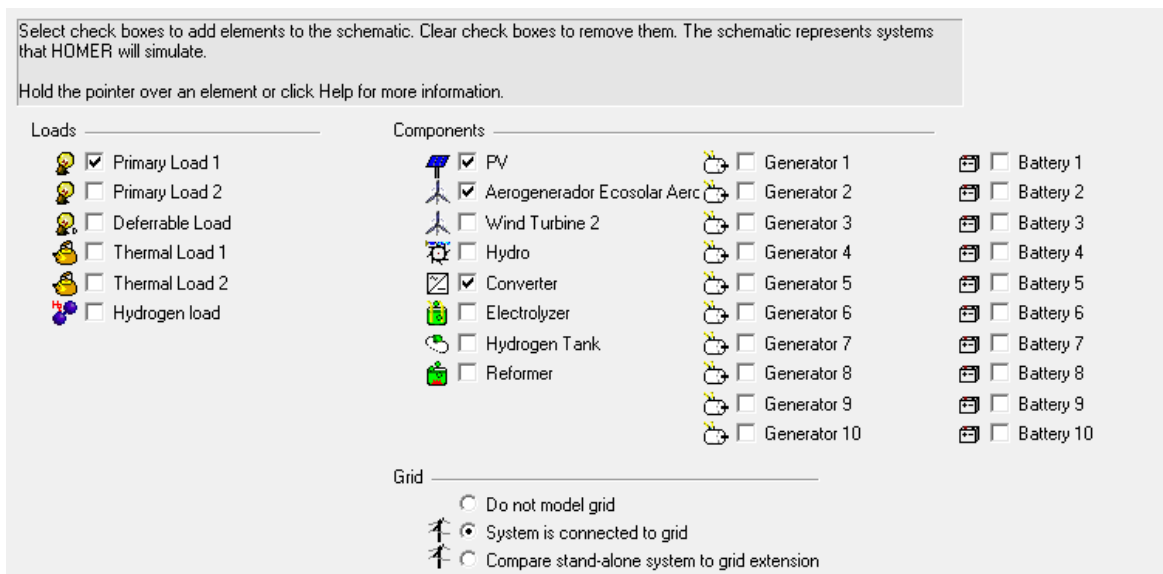 Select check boxes to add elements to the schematic. Clear check boxes to remove them. The schematic represents systems
that HOMER will simulate.
Hold the pointer over an element or click Help for more information.
Loads
Primary Load 1
Primary Load 2
Deferrable Load
Thermal Load 1
Thermal Load 2
Hydrogen load
Components
PV
Aerogenerador Ecosolar Aero
Wind Turbine 2
Hydro
Converter
Electrolyzer
Hydrogen Tank
Reformer
Generator 1
Generator 2
Generator 3
Generator 4
Generator 5
Generator 6
Generator 7
Generator 8
Generator 9
Generator 10
Battery 1
Battery 2
Battery 3
Battery 4
Battery 5
Battery 6
Battery 7
Battery 8
Battery 9
Battery 10
Grid
Do not model grid
System is connected to grid
Compare stand-alone system to grid extension